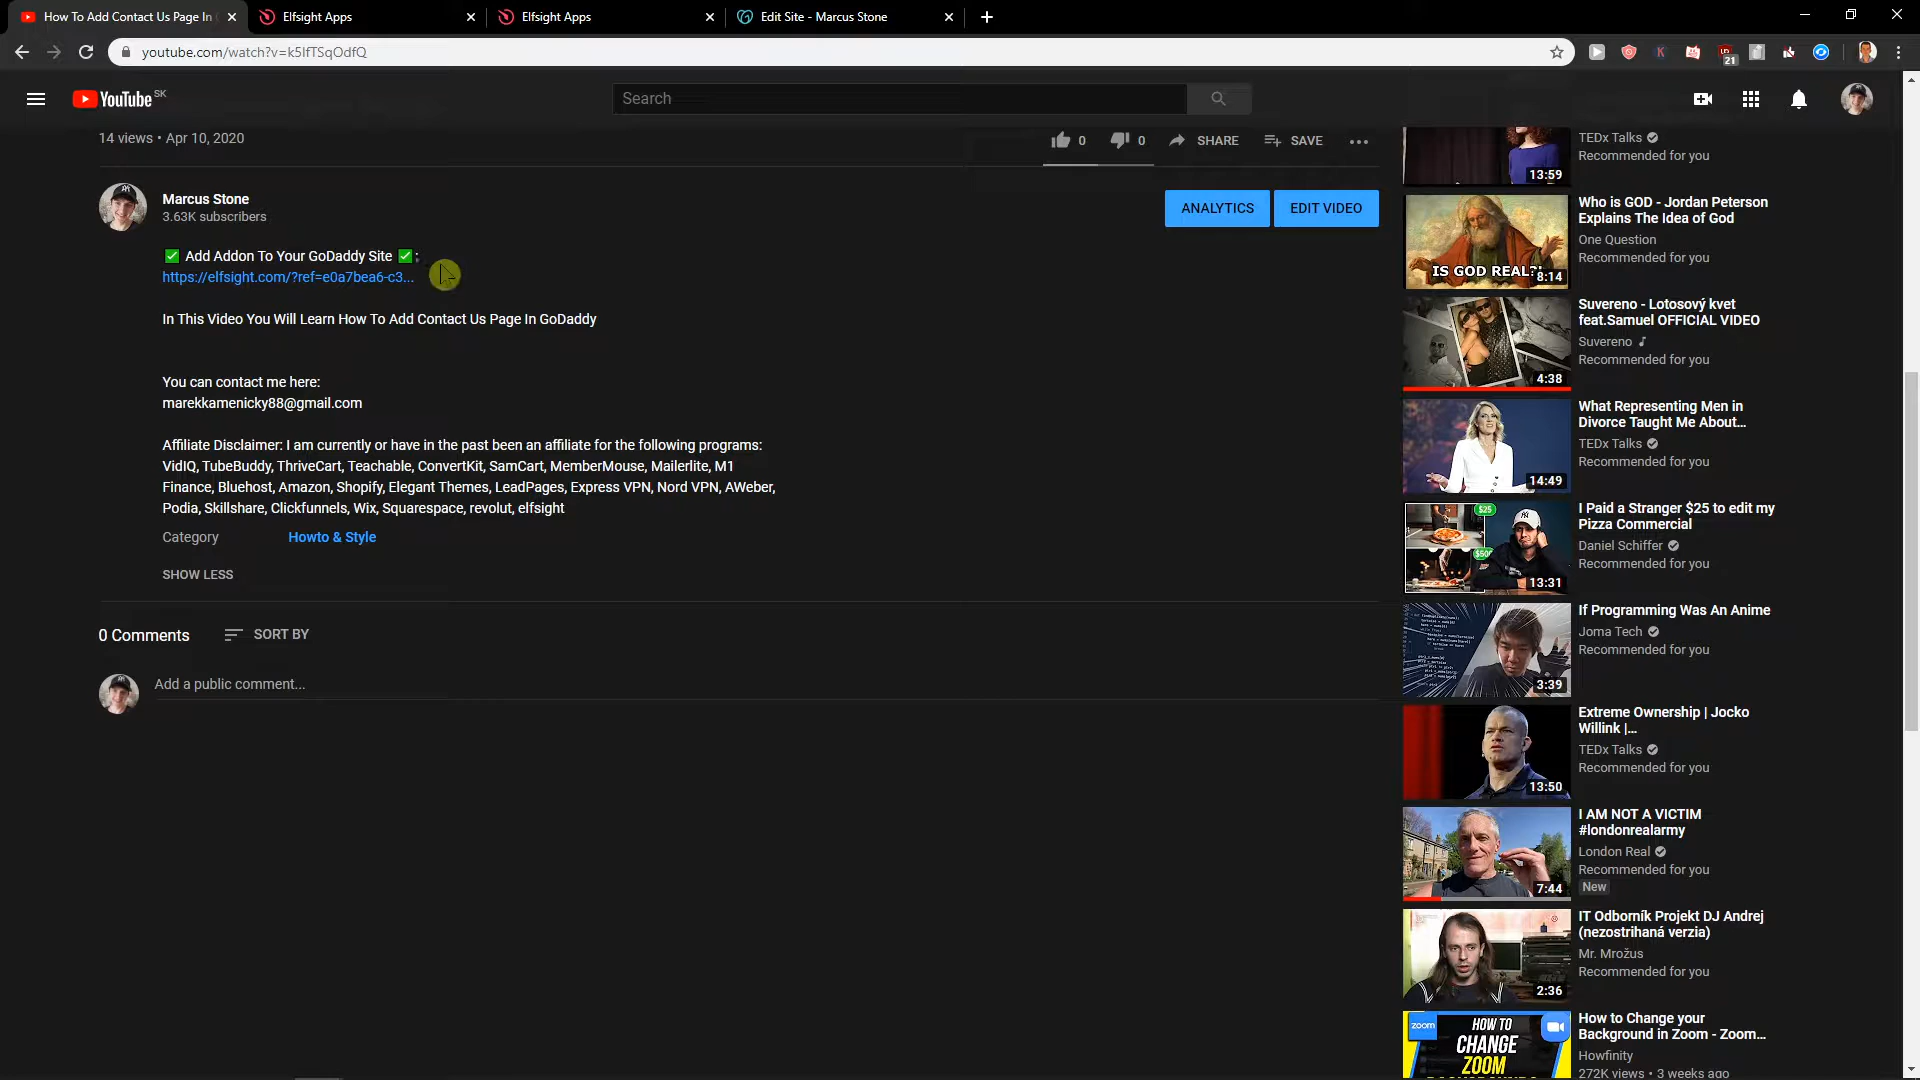 How To Add Contact Us Page In
Elfsight Apps
Elfsight Apps
Edit Site - Marcus Stone
youtube.com/watch?v=k5IfTSqOdfQ
21
YouTube SK
Search
14 views • Apr 10, 2020
0
0
SHARE
SAVE
Marcus Stone
3.63K subscribers
ANALYTICS
EDIT VIDEO
✅ Add Addon To Your GoDaddy Site ✅:
https://elfsight.com/?ref=e0a7bea6-c3...
In This Video You Will Learn How To Add Contact Us Page In GoDaddy
You can contact me here:
marekkamenicky88@gmail.com
Affiliate Disclaimer: I am currently or have in the past been an affiliate for the following programs:
VidIQ, TubeBuddy, ThriveCart, Teachable, ConvertKit, SamCart, MemberMouse, Mailerlite, M1
Finance, Bluehost, Amazon, Shopify, Elegant Themes, LeadPages, Express VPN, Nord VPN, AWeber,
Podia, Skillshare, Clickfunnels, Wix, Squarespace, revolut, elfsight
Category
Howto & Style
SHOW LESS
0 Comments
SORT BY
Add a public comment...
13:59
TEDx Talks
Recommended for you
IS GOD REAL?
8:14
Who is GOD - Jordan Peterson
Explains The Idea of God
One Question
Recommended for you
4:38
Suvereno - Lotosový kvet
feat.Samuel OFFICIAL VIDEO
Suvereno
Recommended for you
14:49
What Representing Men in
Divorce Taught Me About...
TEDx Talks
Recommended for you
$25
$500
13:31
I Paid a Stranger $25 to edit my
Pizza Commercial
Daniel Schiffer
Recommended for you
3:39
If Programming Was An Anime
Joma Tech
Recommended for you
13:50
Extreme Ownership | Jocko
Willink |...
TEDx Talks
Recommended for you
7:44
I AM NOT A VICTIM
#londonrealarmy
London Real
Recommended for you
New
2:36
IT Odborník Projekt DJ Andrej
(nezostrihaná verzia)
Mr. Mrožus
Recommended for you
zoom
HOW TO
CHANGE
ZOOM
How to Change your
Background in Zoom - Zoom...
Howfinity
272K views • 3 weeks ago